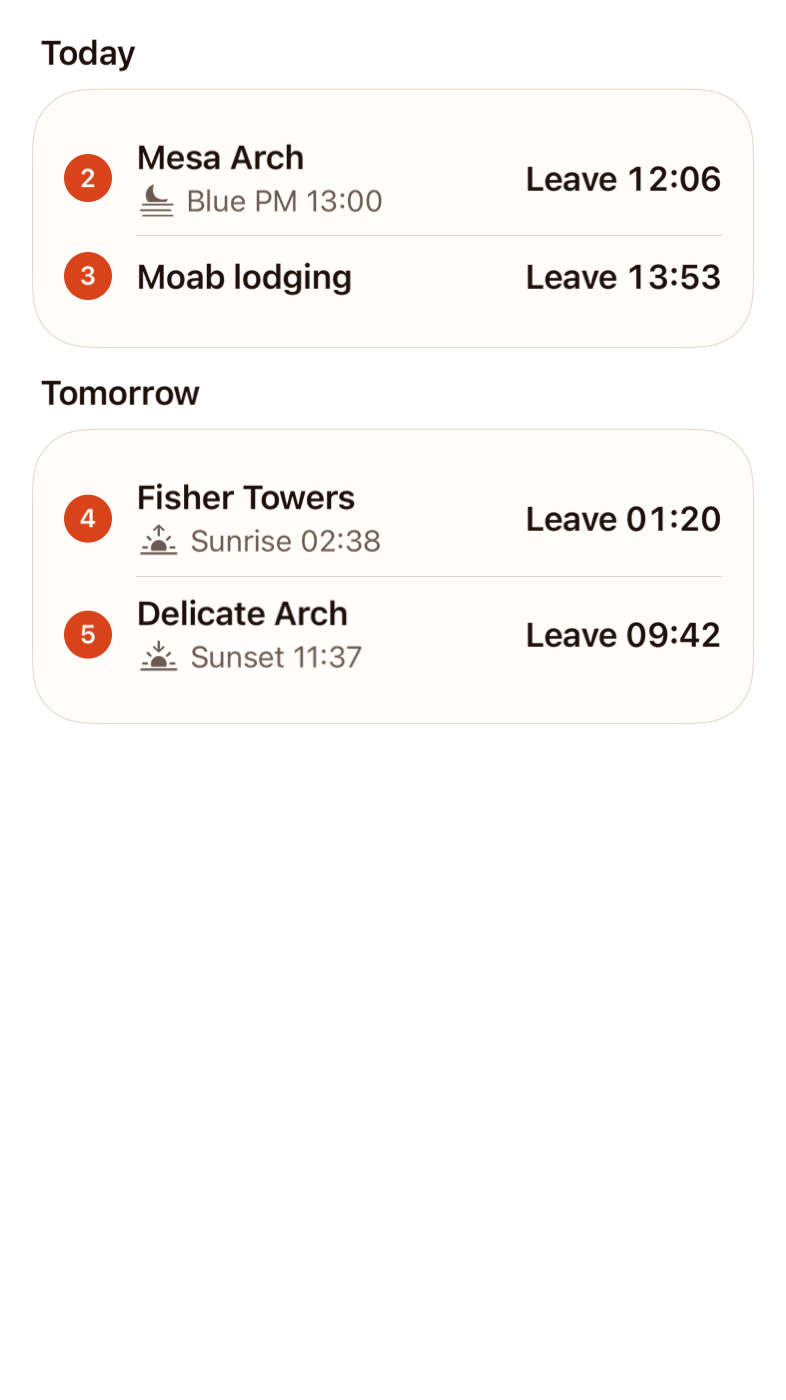 Today
2
Mesa Arch
Blue PM 13:00
Leave 12:06
3
Moab lodging
Leave 13:53
Tomorrow
4
Fisher Towers
Sunrise 02:38
Leave 01:20
5
Delicate Arch
Sunset 11:37
Leave 09:42